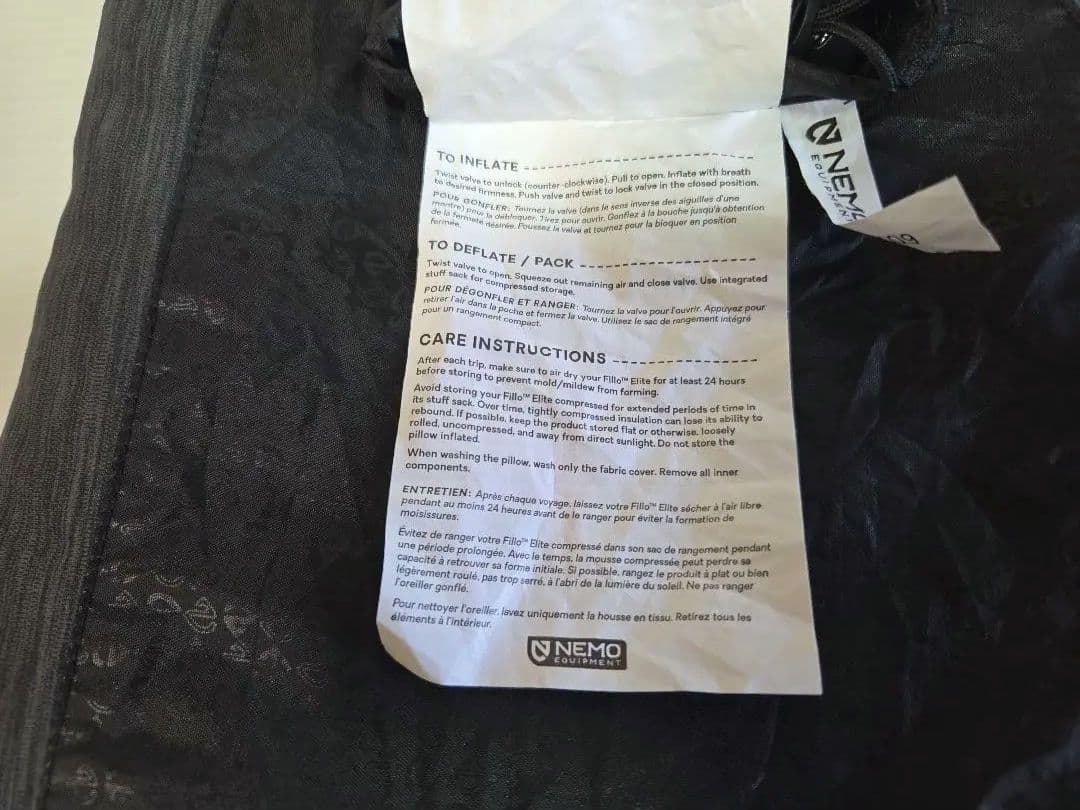 TO INFLATE
Twist valve to unlock (counter-clockwise). Pull to open. Inflate with breath
to desired firmness. Push valve and twist to lock valve in the closed position.
POUR GONFLER: Tournez la valve (dans le sens inverse des aiguilles d'une
montre) pour la débloquer. Tirez pour ouvrir. Gonflez à la bouche jusqu'à obtention
de la fermeté désirée. Poussez la valve et tournez pour la bloquer en position
fermée.
TO DEFLATE / PACK
Twist valve to open. Squeeze out remaining air and close valve. Use integrated
stuff sack for compressed storage.
POUR DÉGONFLER ET RANGER: Tournez la valve pour l'ouvrir. Appuyez pour
retirer l'air dans la poche et fermez la valve. Utilisez le sac de rangement intégré
pour un rangement compact.
CARE INSTRUCTIONS
After each trip, make sure to air dry your Fillo™ Elite for at least 24 hours
before storing to prevent mold/mildew from forming.
Avoid storing your Fillo™ Elite compressed for extended periods of time in
its stuff sack. Over time, tightly compressed insulation can lose its ability to
rebound. If possible, keep the product stored flat or otherwise, loosely
rolled, uncompressed, and away from direct sunlight. Do not store the
pillow inflated.
When washing the pillow, wash only the fabric cover. Remove all inner
components.
ENTRETIEN: Après chaque voyage, laissez votre Fillo™ Elite sécher à l'air libre
pendant au moins 24 heures avant de le ranger pour éviter la formation de
moisissures.
Évitez de ranger votre Fillo™ Elite compressé dans son sac de rangement pendant
une période prolongée. Avec le temps, la mousse compressée peut perdre sa
capacité à retrouver sa forme initiale. Si possible, rangez le produit à plat ou bien
légèrement roulé, pas trop serré, à l'abri de la lumière du soleil. Ne pas ranger
l'oreiller gonflé.
Pour nettoyer l'oreiller, lavez uniquement la housse en tissu. Retirez tous les
éléments à l'intérieur.
NEMO
EQUIPMENT
NEMO
EQUIPMENT